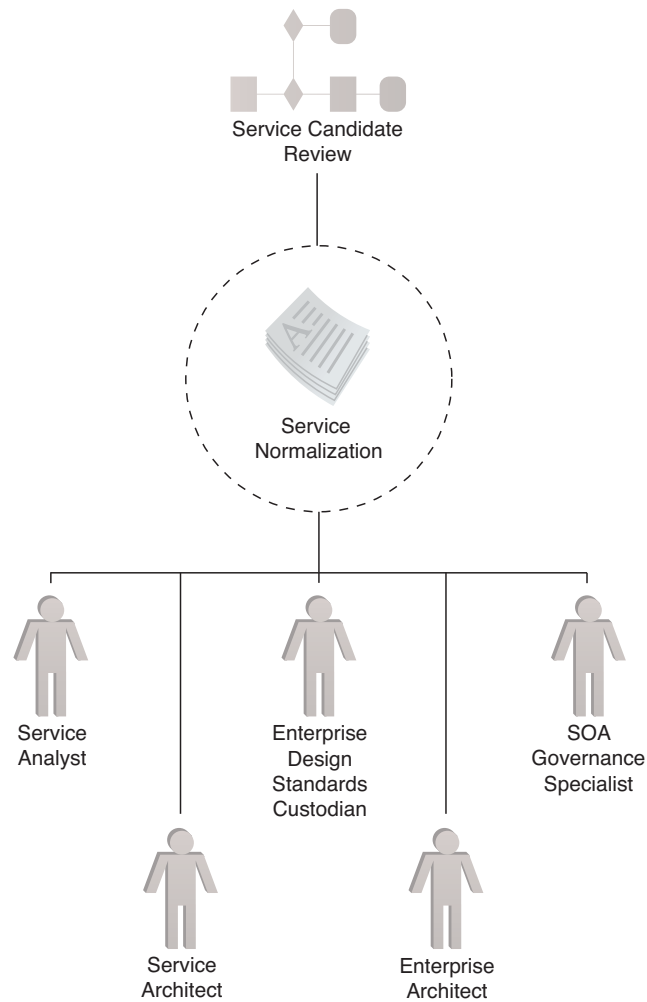 Service Candidate
Review
A
Service
Normalization
Service
Analyst
Enterprise
Design
Standards
Custodian
SOA
Governance
Specialist
Service
Architect
Enterprise
Architect